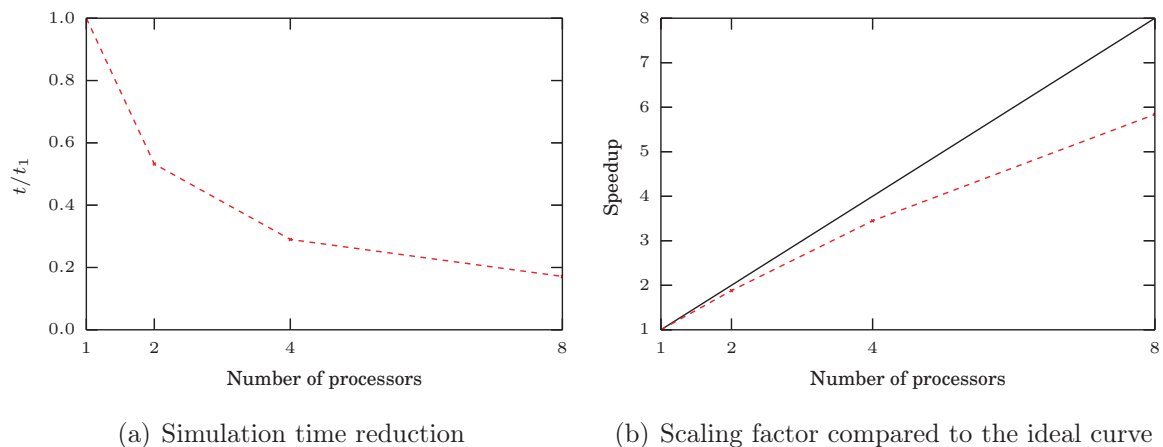 1.0
0.8
0.6
0.4
0.2
0.0
t/t₁
1 2 4 8
Number of processors
(a) Simulation time reduction
8
7
6
5
4
3
2
1
Speedup
1 2 4 8
Number of processors
(b) Scaling factor compared to the ideal curve